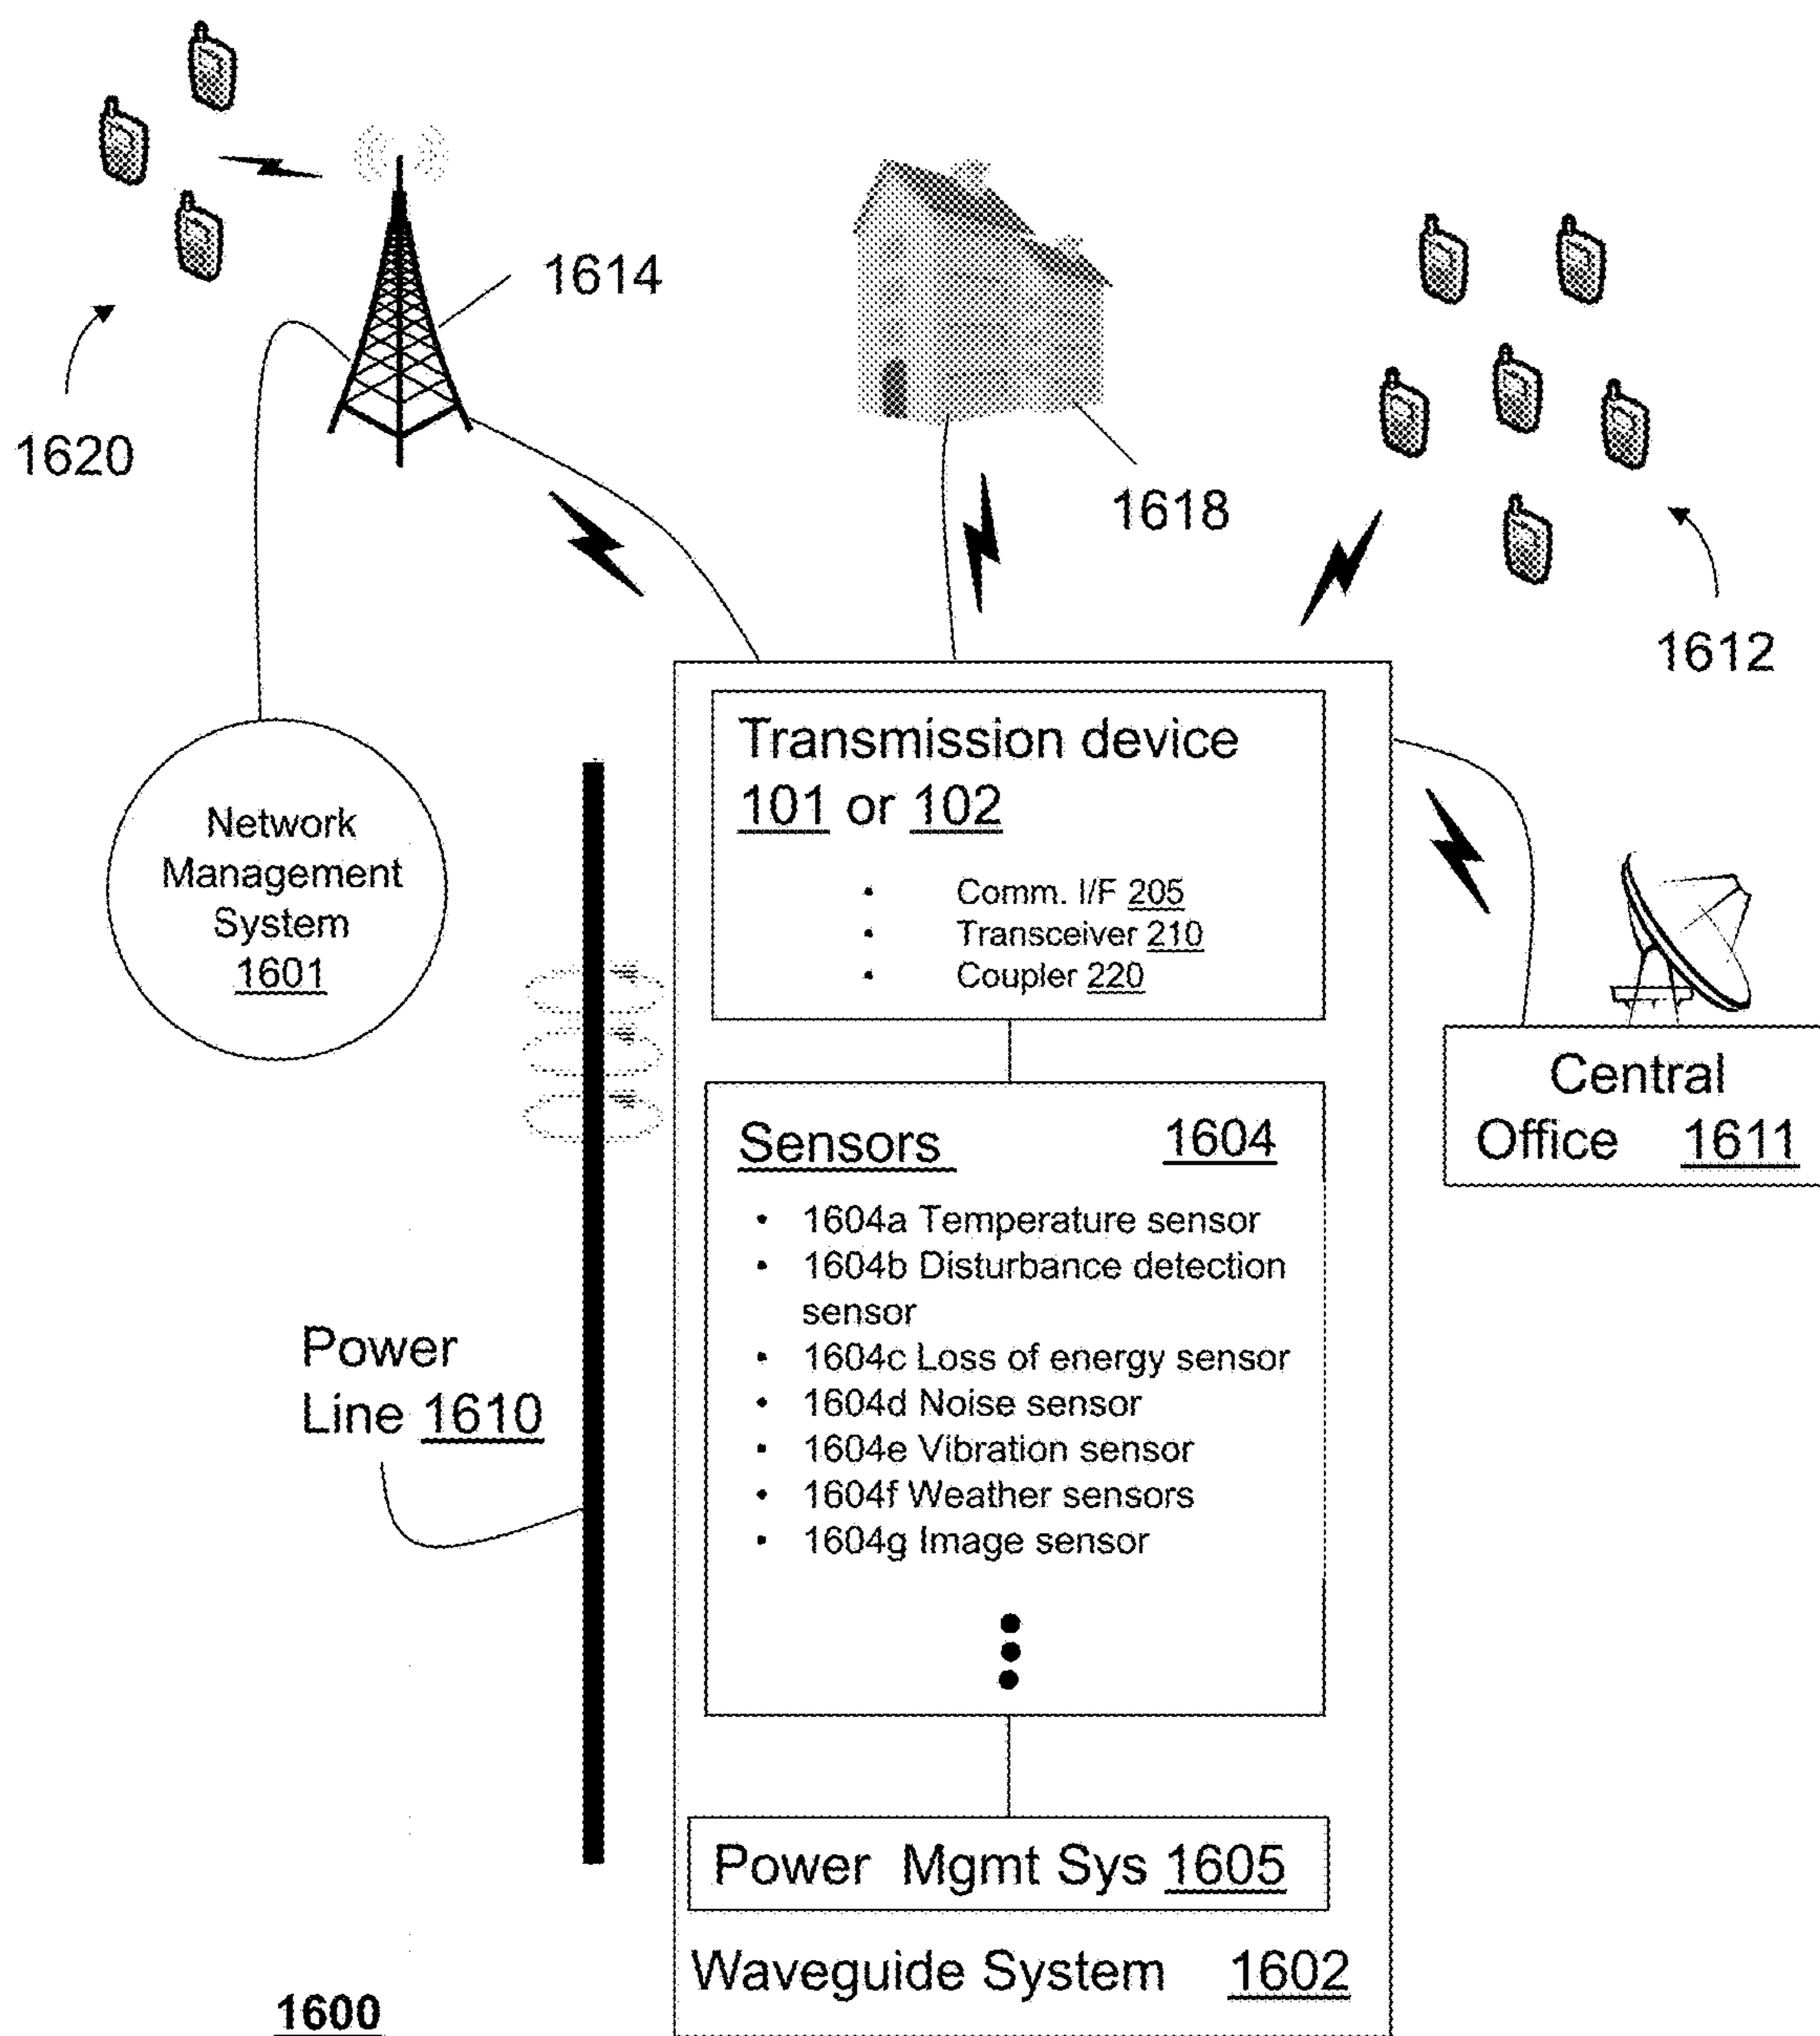 1614
1620
1618
1612
Network
Management
System
1601
Transmission device
101 or 102
• Comm. I/F 205
• Transceiver 210
• Coupler 220
Central
Office 1611
Sensors 1604
• 1604a Temperature sensor
• 1604b Disturbance detection
sensor
• 1604c Loss of energy sensor
• 1604d Noise sensor
• 1604e Vibration sensor
• 1604f Weather sensors
• 1604g Image sensor
Power
Line 1610
Power Mgmt Sys 1605
Waveguide System 1602
1600